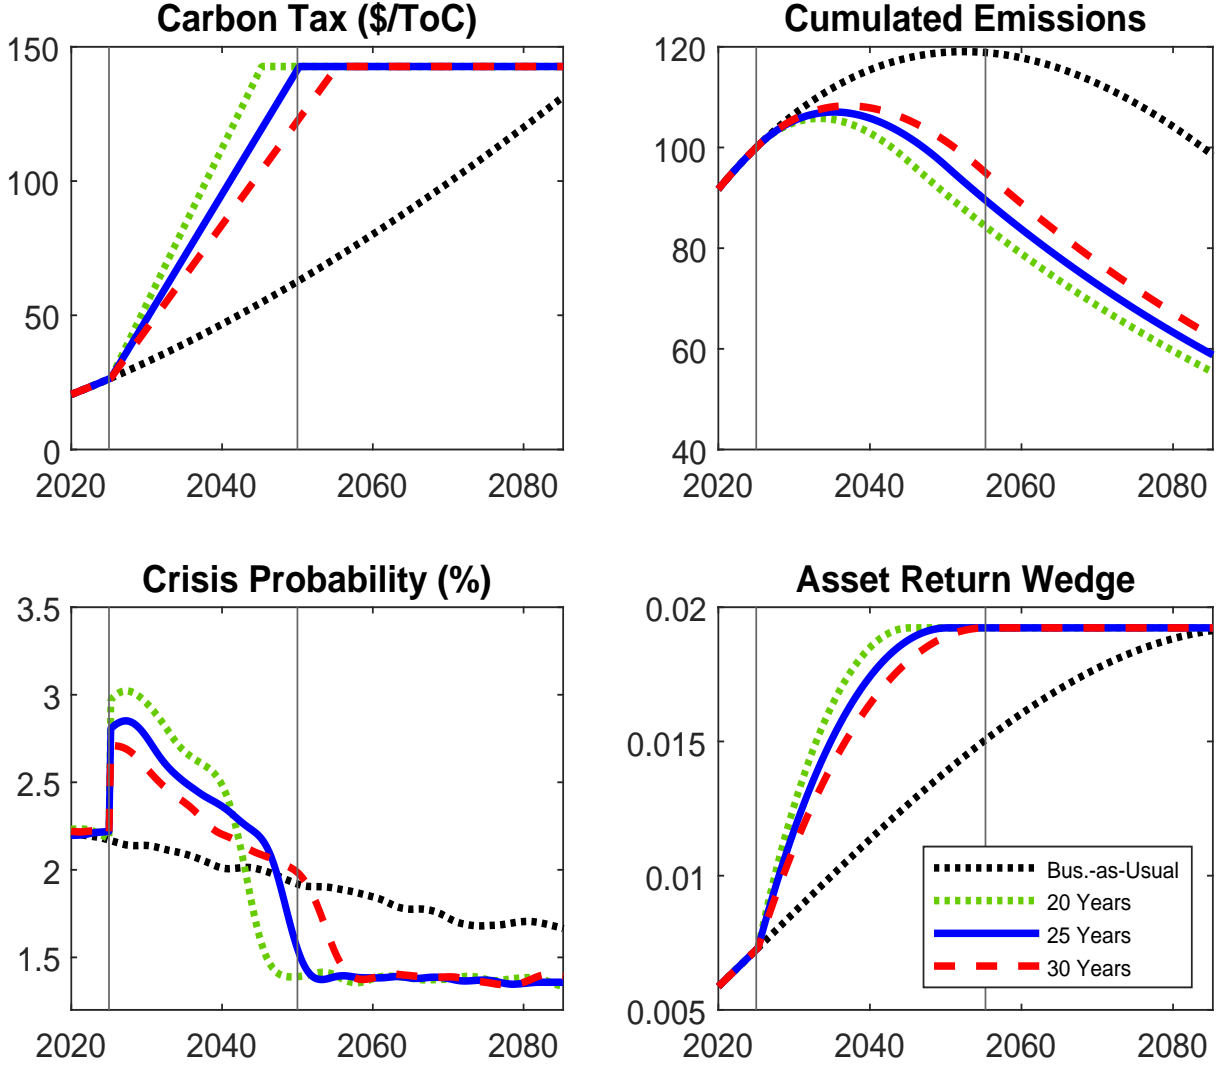 Carbon Tax ($/ToC)
150
100
50
0
2020 2040 2060 2080
Cumulated Emissions
120
100
80
60
40
2020 2040 2060 2080
Crisis Probability (%)
3.5
3
2.5
2
1.5
2020 2040 2060 2080
Asset Return Wedge
0.02
0.015
0.01
0.005
2020 2040 2060 2080
Bus.-as-Usual
20 Years
25 Years
30 Years